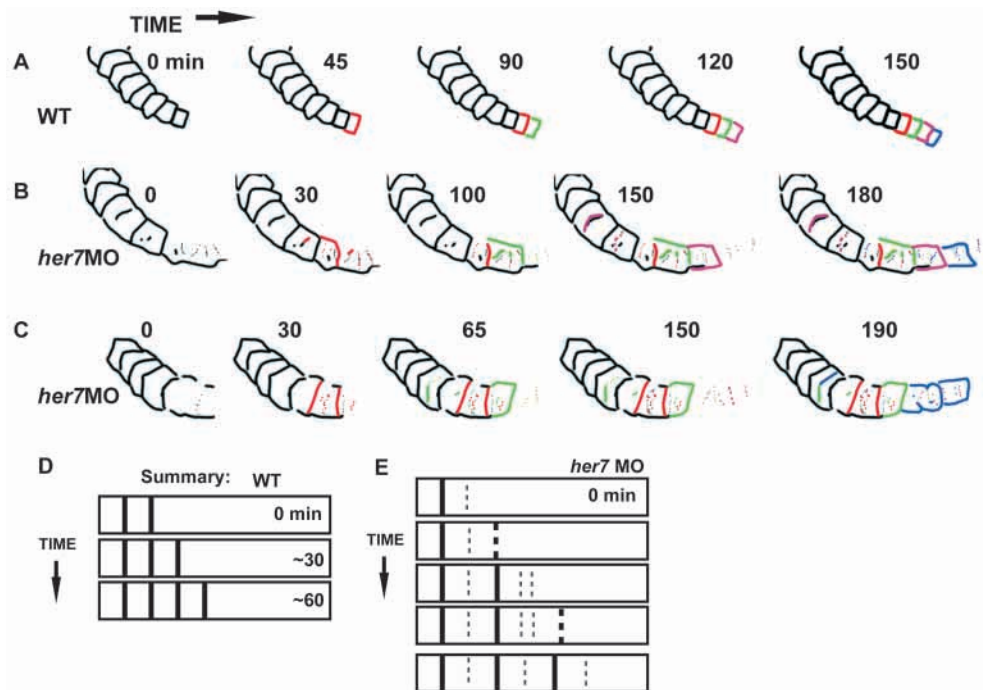 TIME
A
0 min 45 90 120 150
WT
B
0 30 100 150 180
her7MO
C
0 30 65 150 190
her7MO
D
Summary: WT
0 min
TIME
~30
~60
E
her7 MO
0 min
TIME